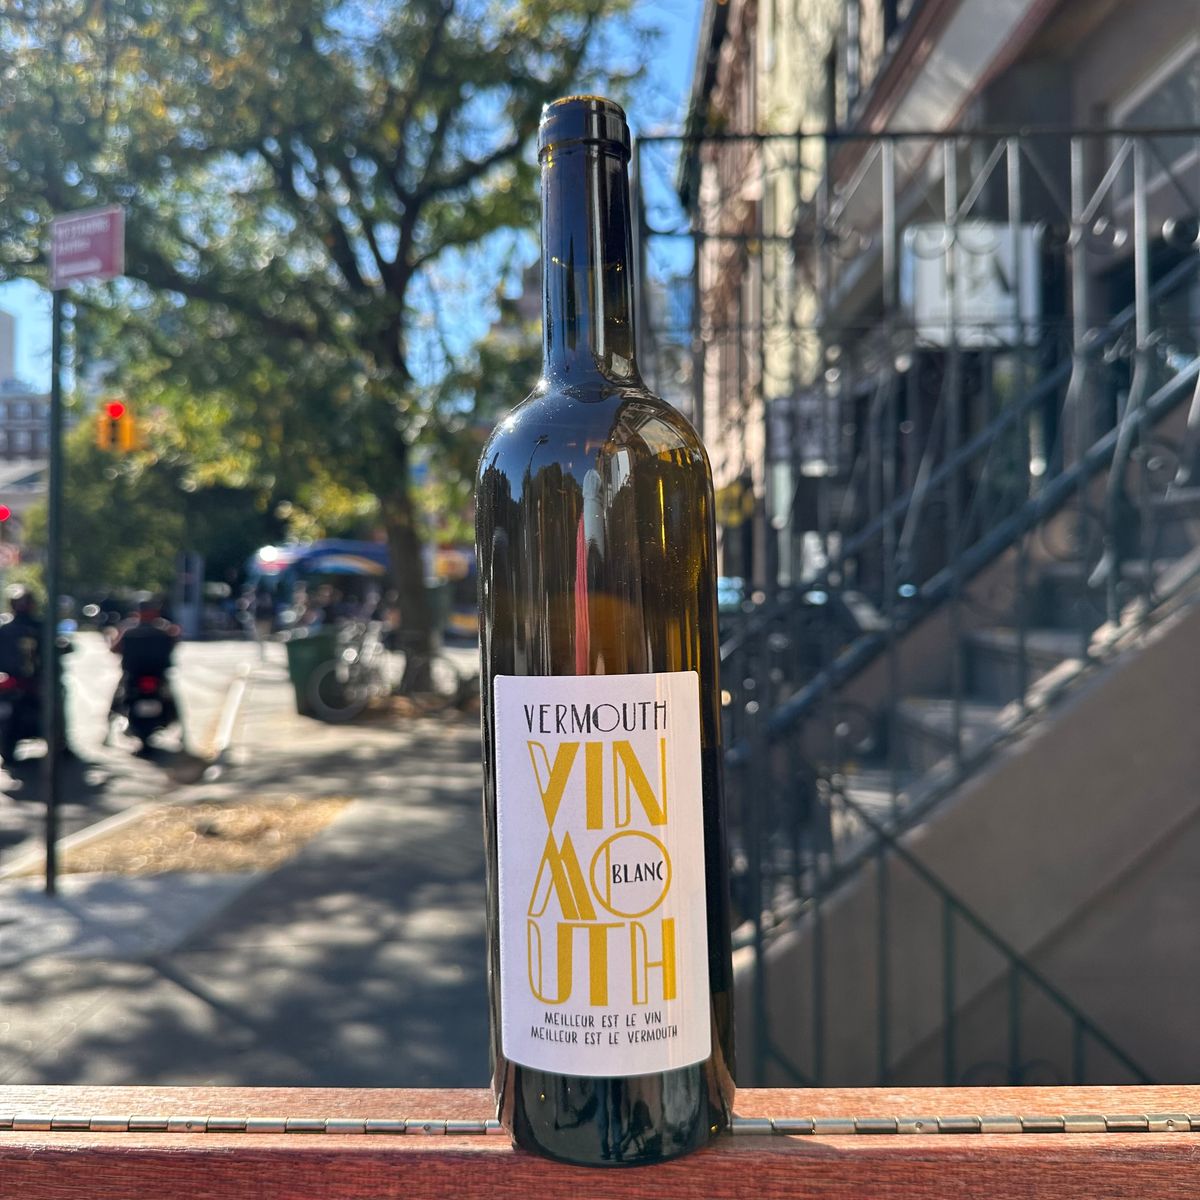 VERMOUTH
VIN
MO
BLANC
UTH
MEILLEUR EST LE VIN
MEILLEUR EST LE VERMOUTH